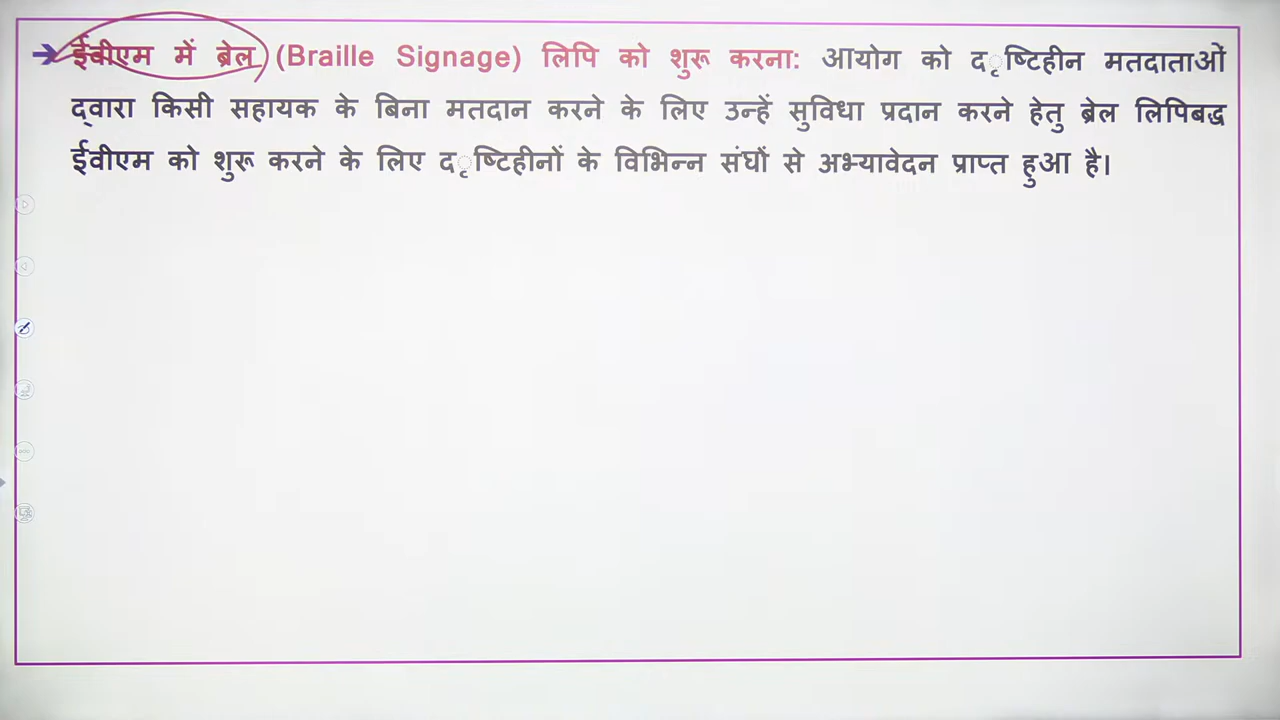 → ईवीएम में ब्रेल (Braille Signage) लिपि को शुरू करना: आयोग को दृष्टिहीन मतदाताओं
द्वारा किसी सहायक के बिना मतदान करने के लिए उन्हें सुविधा प्रदान करने हेतु ब्रेल लिपिबद्ध
ईवीएम को शुरू करने के लिए दृष्टिहीनों के विभिन्न संघों से अभ्यावेदन प्राप्त हुआ है।